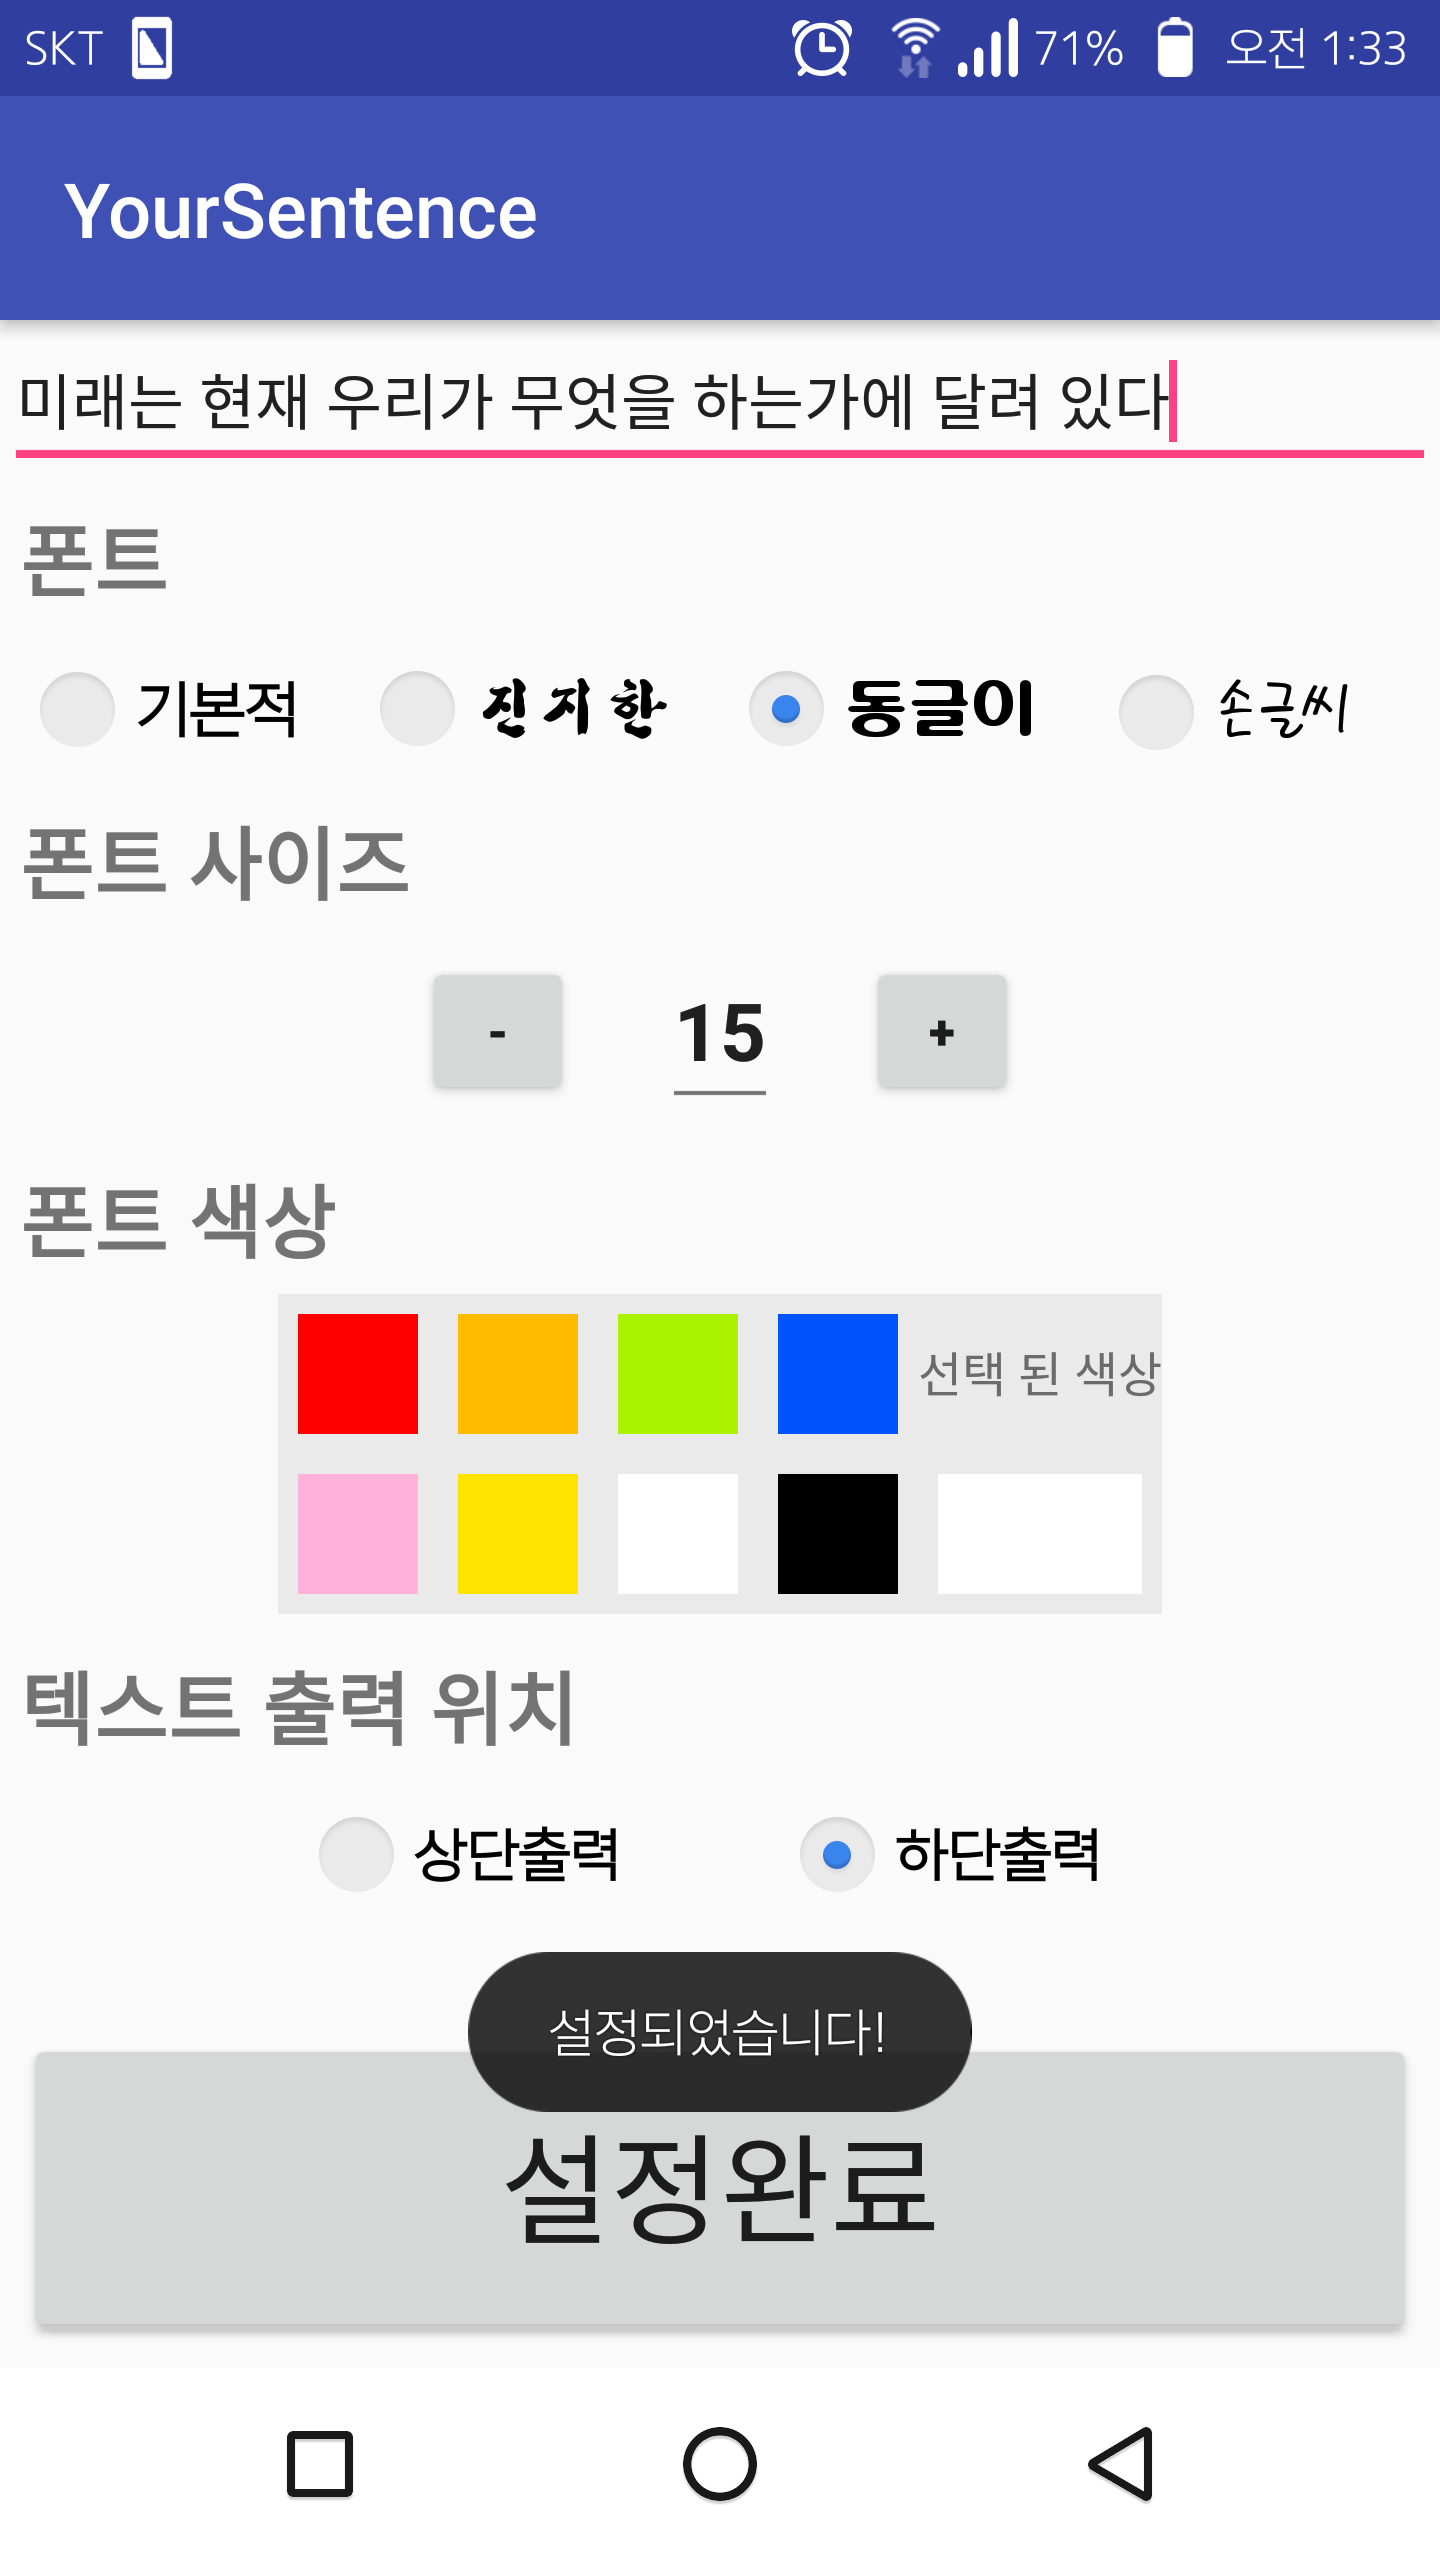 SKT 71% 오전 1:33
YourSentence
미래는 현재 우리가 무엇을 하는가에 달려 있다
폰트
기본적 진지한 동글이 손글씨
폰트 사이즈
- 15 +
폰트 색상
선택 된 색상
텍스트 출력 위치
상단출력 하단출력
설정되었습니다!
설정완료